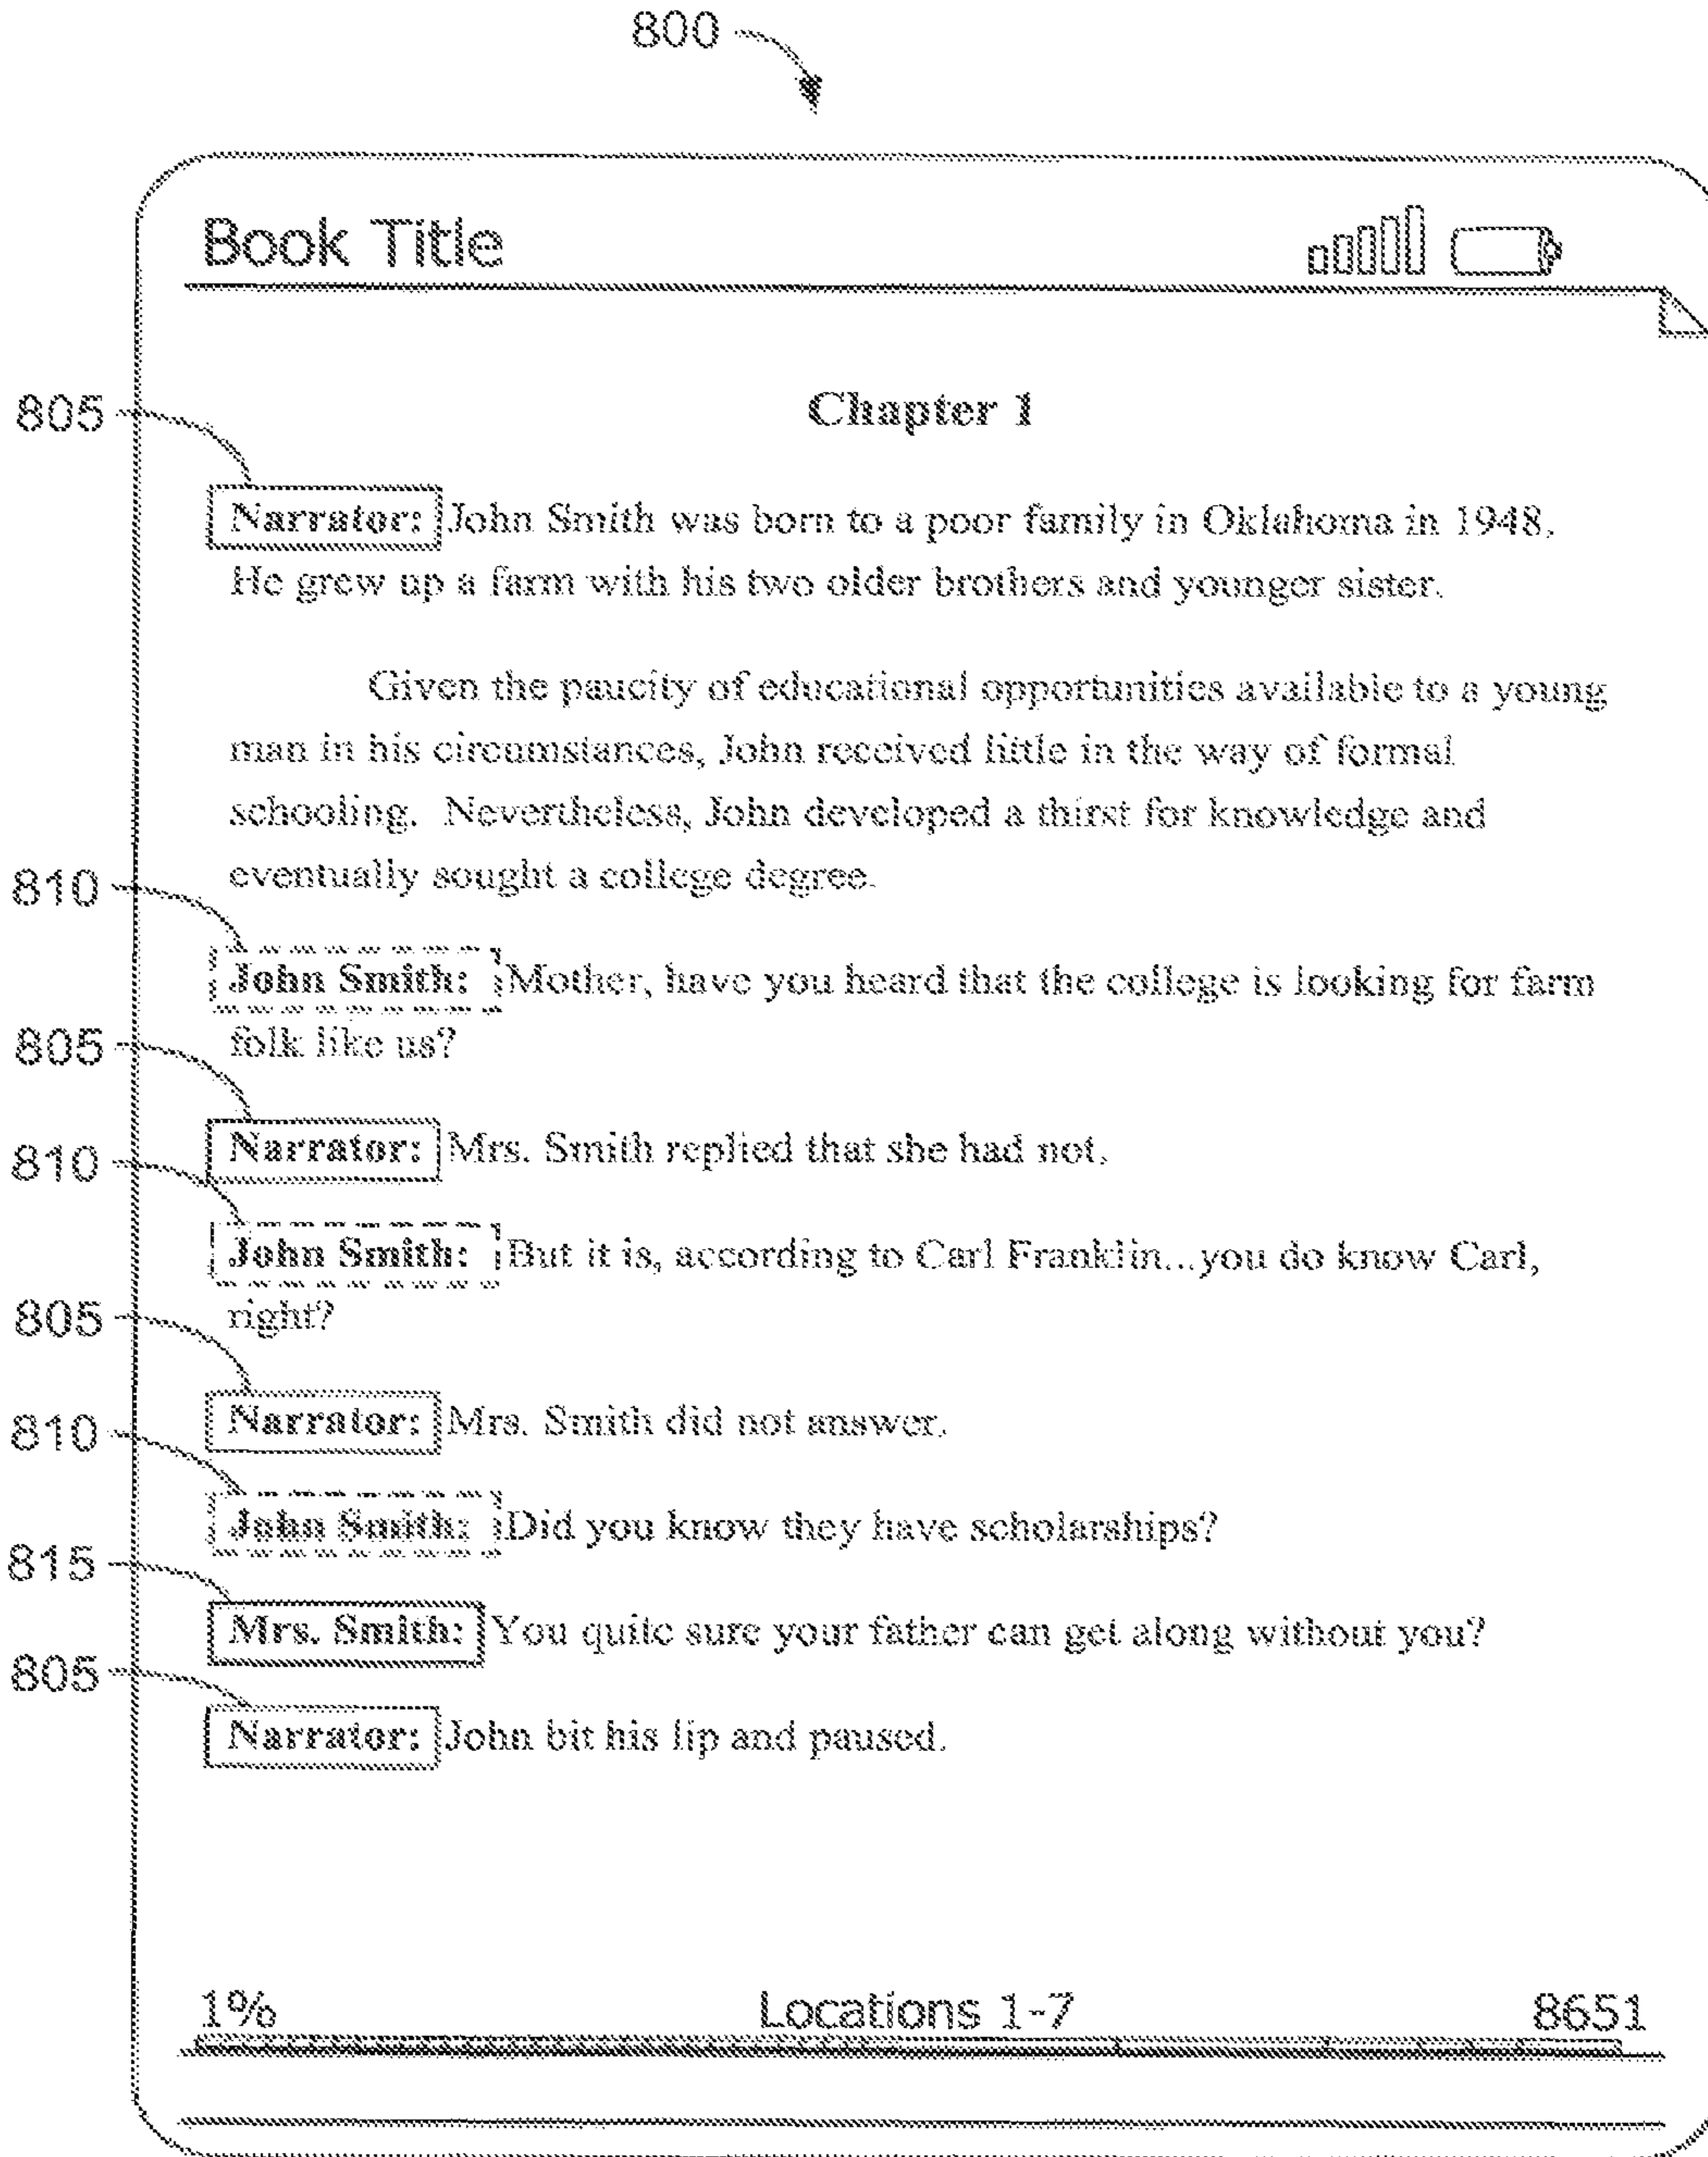 800
Book Title
Chapter 1
805
Narrator: John Smith was born to a poor family in Oklahoma in 1948.
He grew up a farm with his two older brothers and younger sister.
Given the paucity of educational opportunities available to a young
man in his circumstances, John received little in the way of formal
schooling. Nevertheless, John developed a thirst for knowledge and
eventually sought a college degree.
810
John Smith: Mother, have you heard that the college is looking for farm
folk like us?
805
Narrator: Mrs. Smith replied that she had not.
810
John Smith: But it is, according to Carl Franklin...you do know Carl,
right?
805
Narrator: Mrs. Smith did not answer.
810
John Smith: Did you know they have scholarships?
815
Mrs. Smith: You quite sure your father can get along without you?
805
Narrator: John bit his lip and paused.
1% Locations 1-7 8651